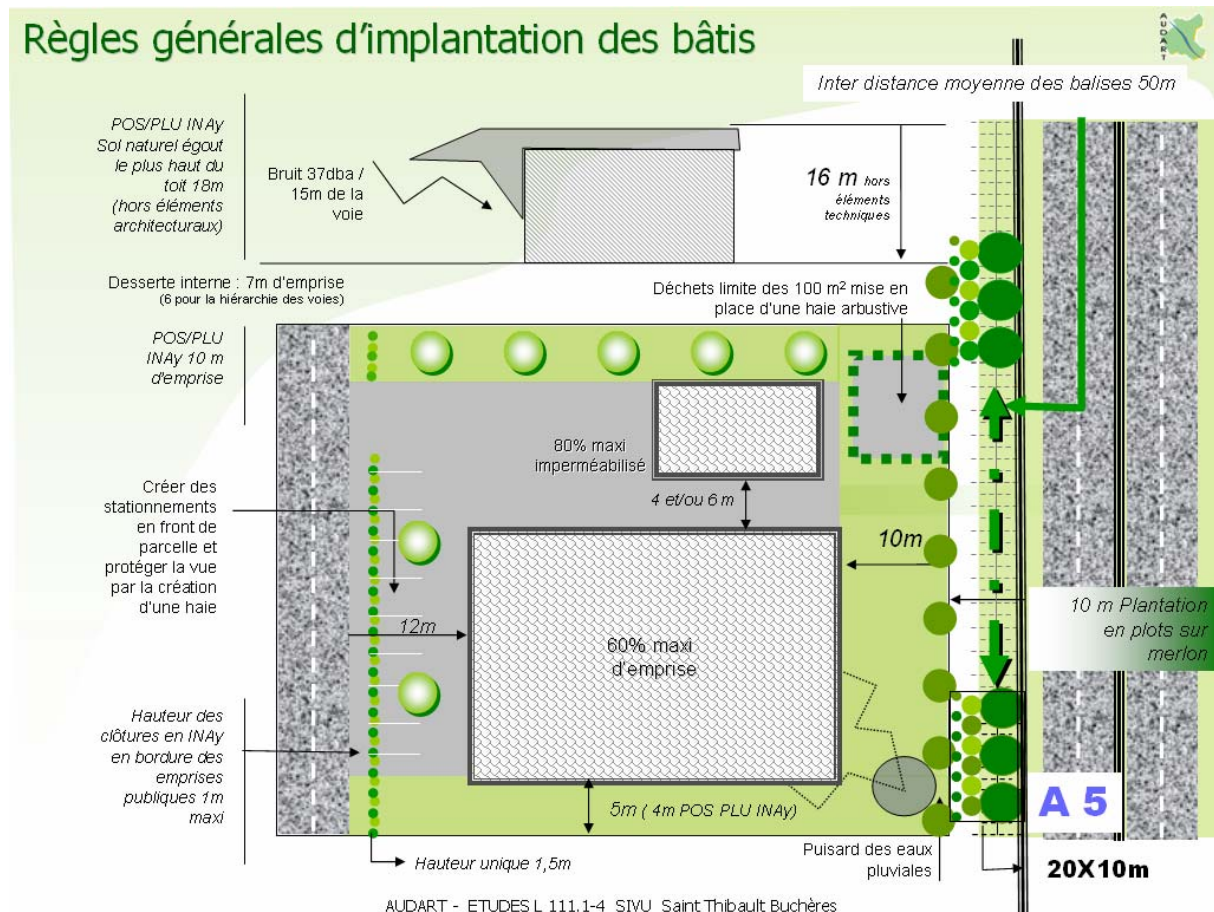 Règles générales d'implantation des bâtis
AUDART
Inter distance moyenne des balises 50m
POS/PLU INAy
Sol naturel égout
le plus haut du
toit 18m
(hors éléments
architecturaux)
Bruit 37dba /
15m de la
voie
16 m hors
éléments
techniques
Desserte interne : 7m d'emprise
(6 pour la hiérarchie des voies)
Déchets limite des 100 m² mise en
place d'une haie arbustive
POS/PLU
INAy 10 m
d'emprise
80% maxi
imperméabilisé
4 et/ou 6 m
Créer des
stationnements
en front de
parcelle et
protéger la vue
par la création
d'une haie
10m
12m
60% maxi
d'emprise
10 m Plantation
en plots sur
merlon
Hauteur des
clôtures en INAy
en bordure des
emprises
publiques 1m
maxi
5m ( 4m POS PLU INAy)
A 5
Hauteur unique 1,5m
Puisard des eaux
pluviales
20X10m
AUDART - ETUDES L 111.1-4 SIVU Saint Thibault Buchères